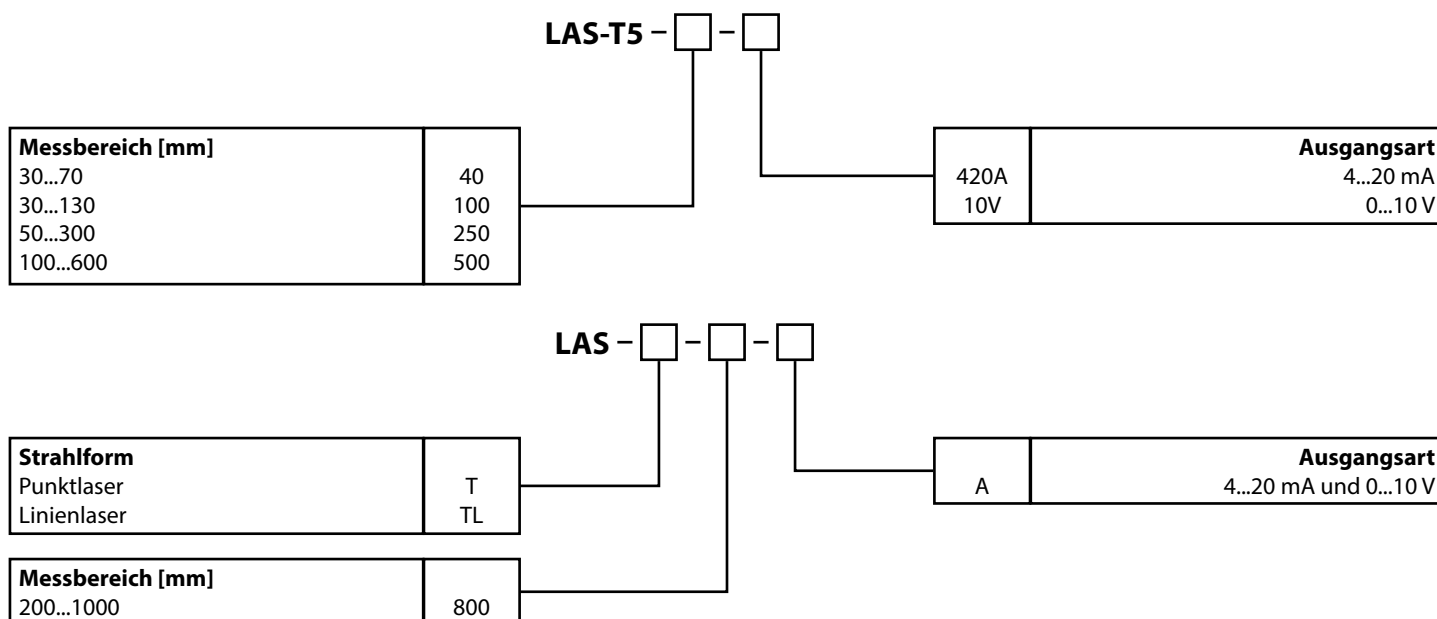 LAS-T5 – –
Messbereich [mm]
30...70 40
30...130 100
50...300 250
100...600 500
Ausgangsart
420A 4...20 mA
10V 0...10 V
LAS – – –
Strahlform
Punktlaser T
Linienlaser TL
Ausgangsart
A 4...20 mA und 0...10 V
Messbereich [mm]
200...1000 800